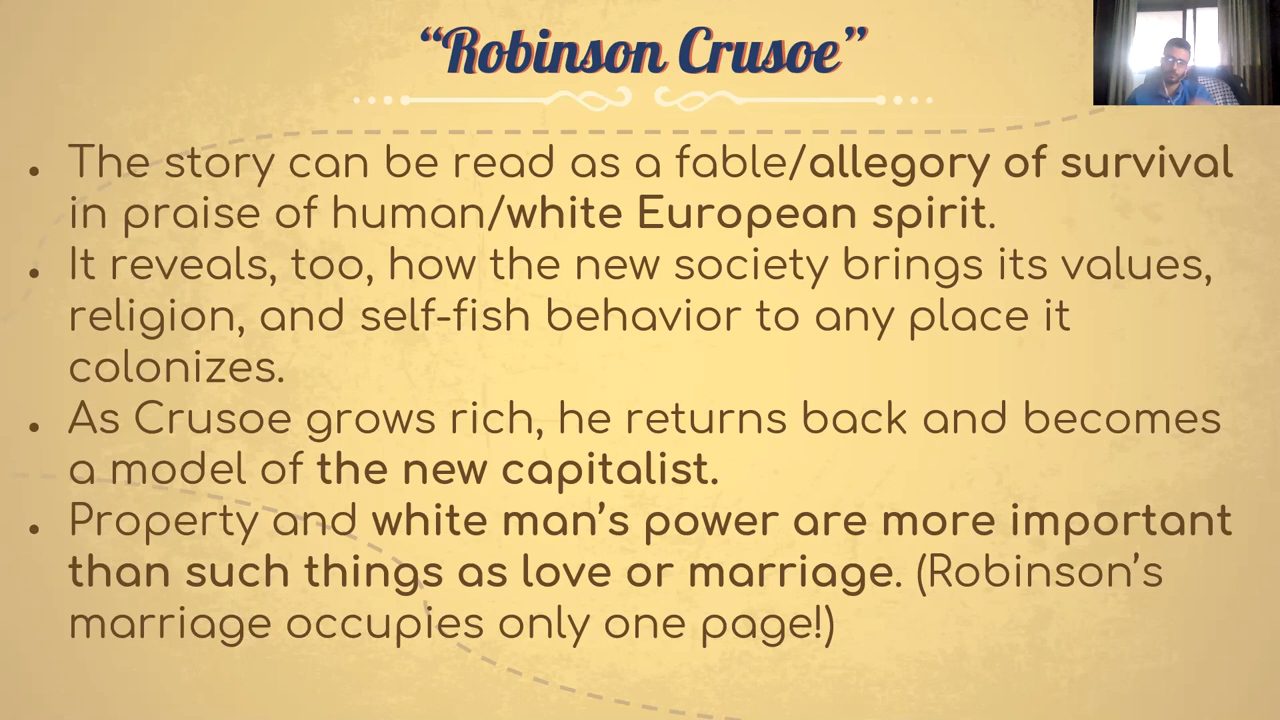 “Robinson Crusoe”
• The story can be read as a fable/allegory of survival
in praise of human/white European spirit.
• It reveals, too, how the new society brings its values,
religion, and self-fish behavior to any place it
colonizes.
• As Crusoe grows rich, he returns back and becomes
a model of the new capitalist.
• Property and white man’s power are more important
than such things as love or marriage. (Robinson’s
marriage occupies only one page!)